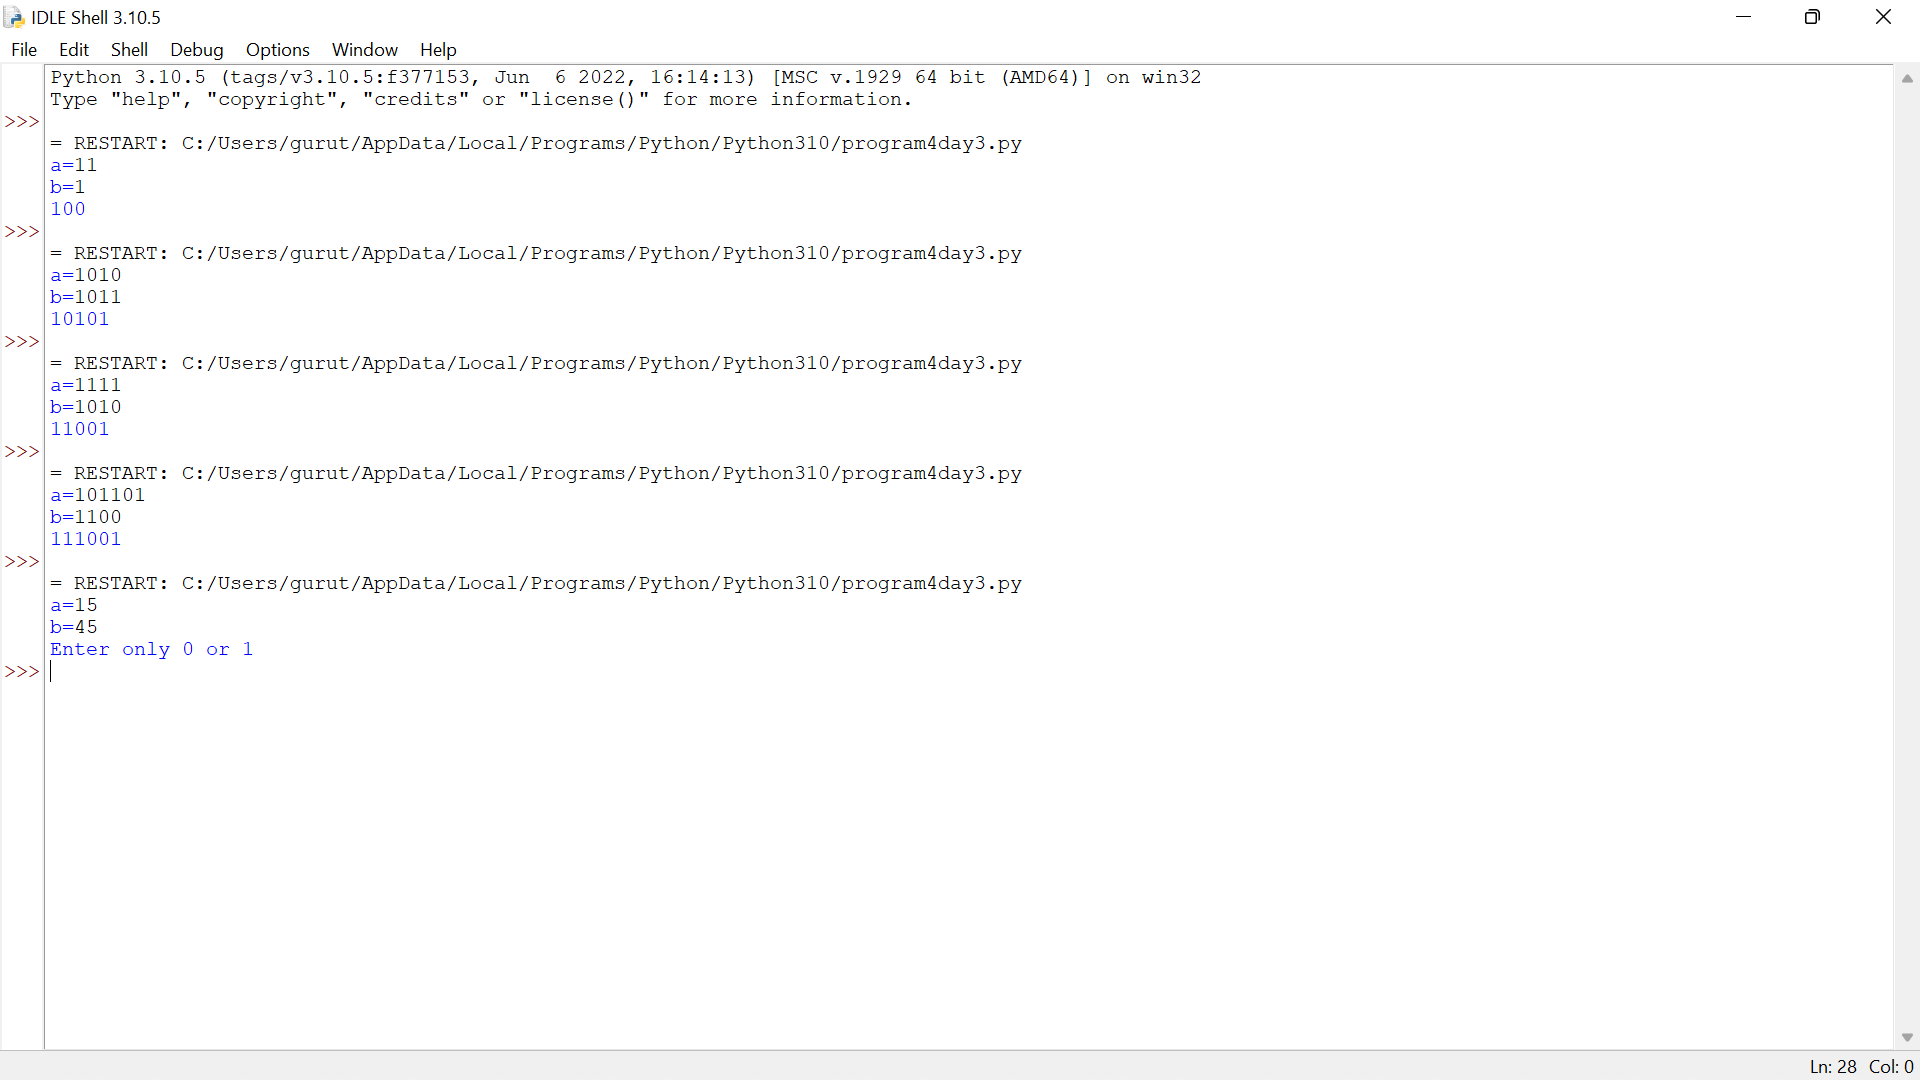 IDLE Shell 3.10.5
File Edit Shell Debug Options Window Help
Python 3.10.5 (tags/v3.10.5:f377153, Jun  6 2022, 16:14:13) [MSC v.1929 64 bit (AMD64)] on win32
Type "help", "copyright", "credits" or "license()" for more information.
>>>
= RESTART: C:/Users/gurut/AppData/Local/Programs/Python/Python310/program4day3.py
a=11
b=1
100
>>>
= RESTART: C:/Users/gurut/AppData/Local/Programs/Python/Python310/program4day3.py
a=1010
b=1011
10101
>>>
= RESTART: C:/Users/gurut/AppData/Local/Programs/Python/Python310/program4day3.py
a=1111
b=1010
11001
>>>
= RESTART: C:/Users/gurut/AppData/Local/Programs/Python/Python310/program4day3.py
a=101101
b=1100
111001
>>>
= RESTART: C:/Users/gurut/AppData/Local/Programs/Python/Python310/program4day3.py
a=15
b=45
Enter only 0 or 1
>>>
Ln: 28 Col: 0